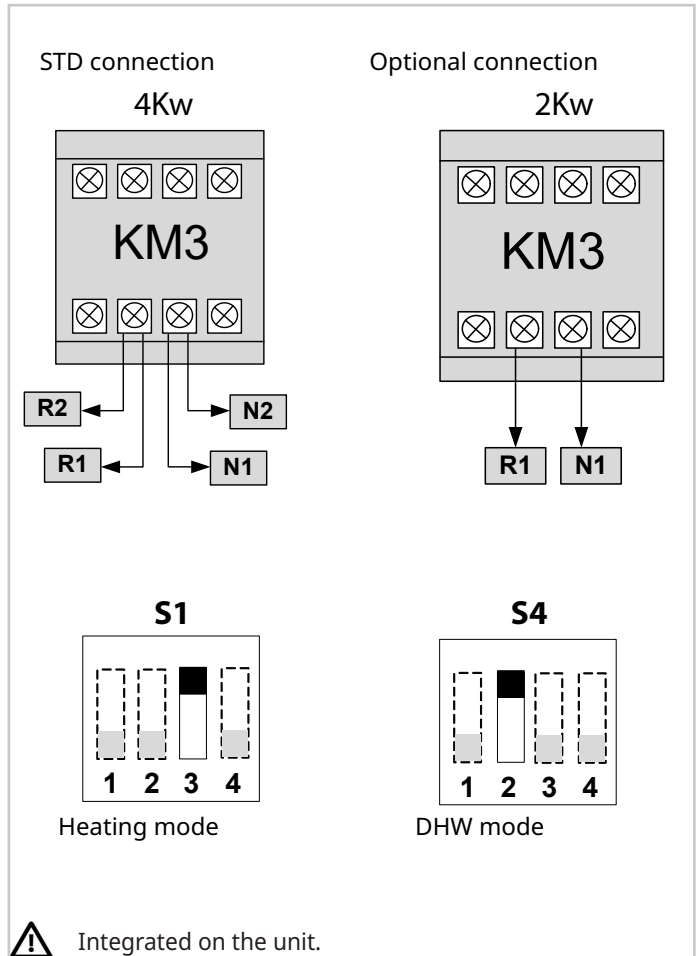 STD connection
Optional connection
4Kw
2Kw
KM3
KM3
R2
N2
R1
N1
R1
N1
S1
S4
1 2 3 4
1 2 3 4
Heating mode
DHW mode
Integrated on the unit.